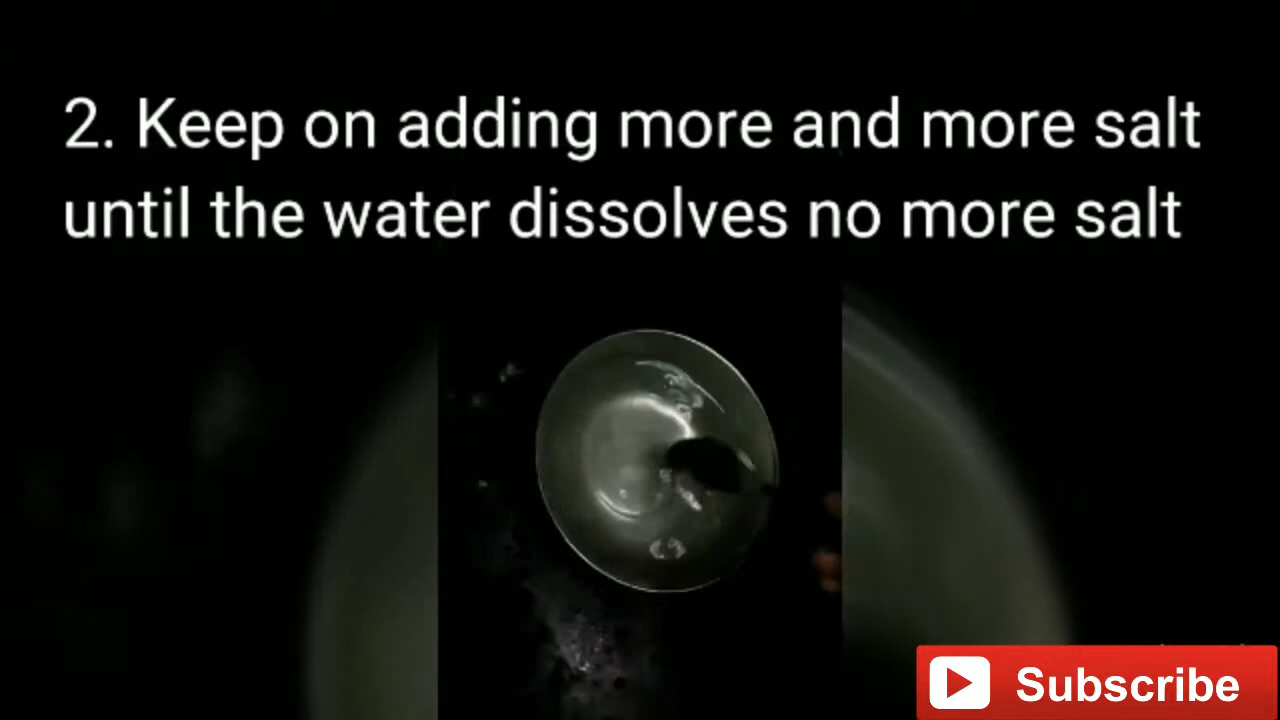 2. Keep on adding more and more salt
until the water dissolves no more salt
Subscribe